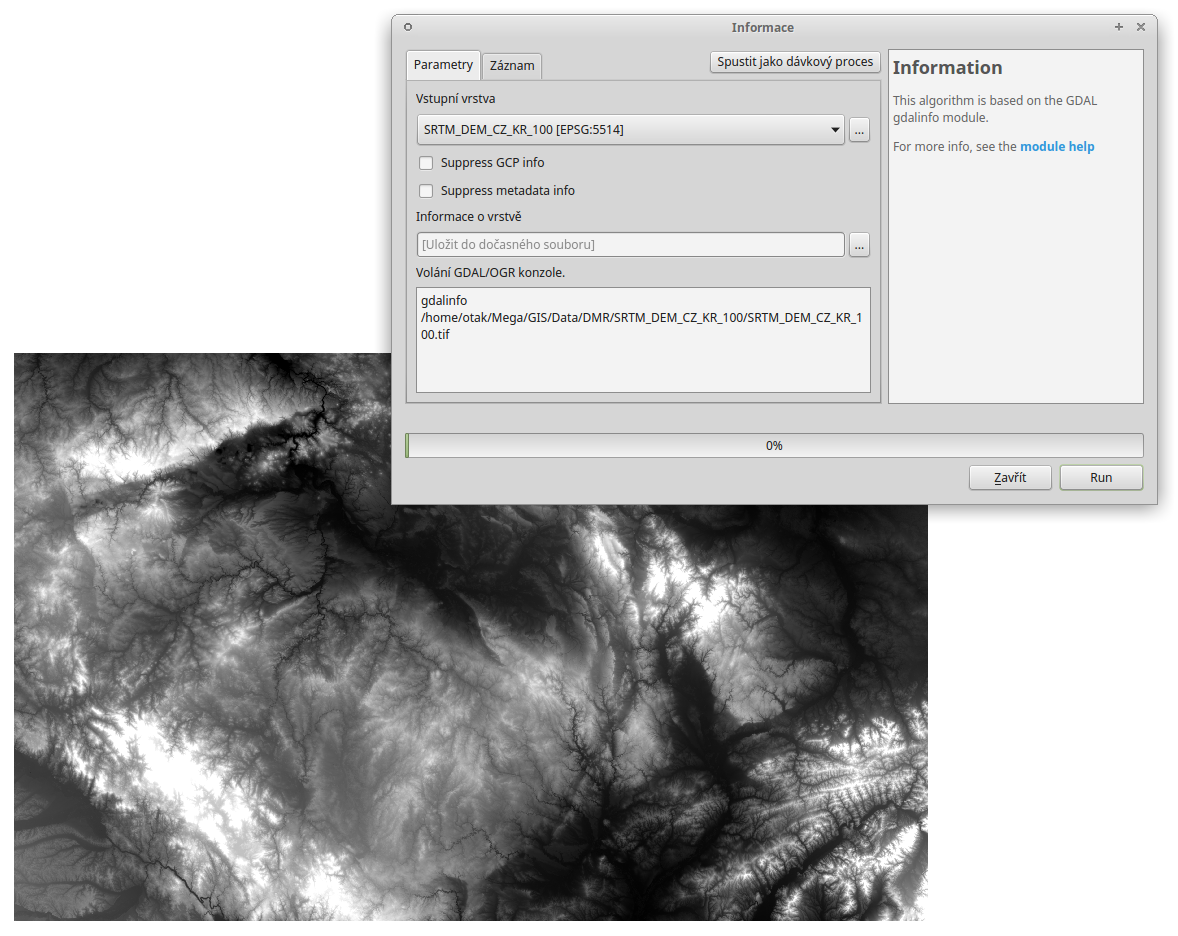 Informace
Parametry
Záznam
Spustit jako dávkový proces
Vstupní vrstva
SRTM_DEM_CZ_KR_100 [EPSG:5514]
...
Suppress GCP info
Suppress metadata info
Informace o vrstvě
[Uložit do dočasného souboru]
...
Volání GDAL/OGR konzole.
gdalinfo
/home/otak/Mega/GIS/Data/DMR/SRTM_DEM_CZ_KR_100/SRTM_DEM_CZ_KR_1
00.tif
Information
This algorithm is based on the GDAL
gdalinfo module.
For more info, see the module help
0%
Zavřít
Run